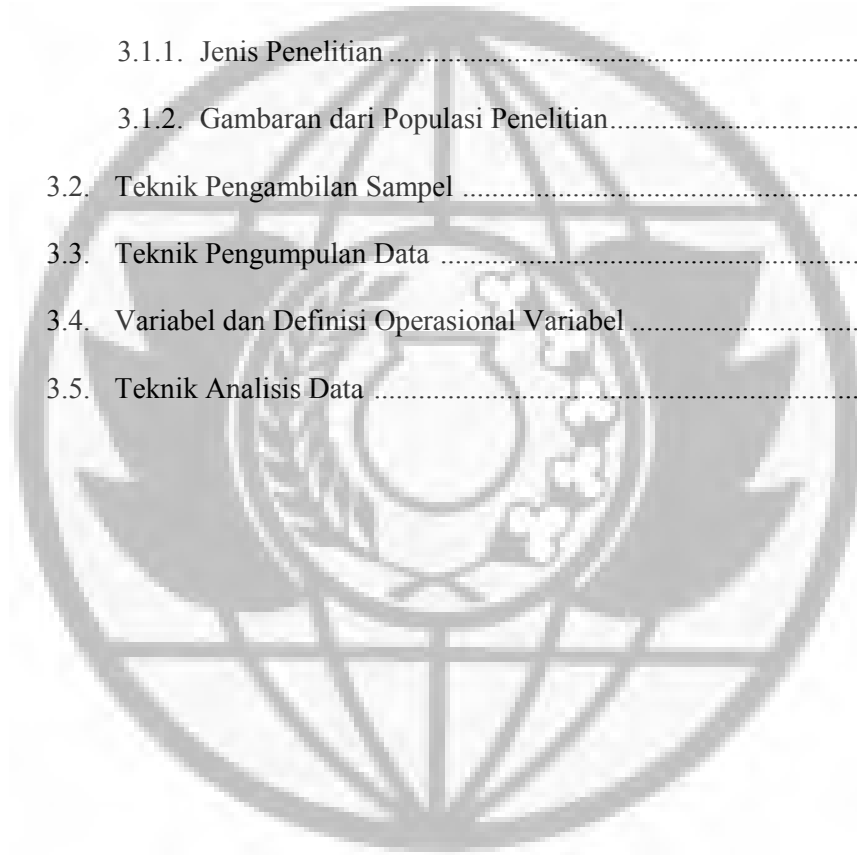 3.1.1. Jenis Penelitian ........................................................................
3.1.2. Gambaran dari Populasi Penelitian......................................
3.2. Teknik Pengambilan Sampel ............................................................
3.3. Teknik Pengumpulan Data ...............................................................
3.4. Variabel dan Definisi Operasional Variabel ..................................
3.5. Teknik Analisis Data .........................................................................